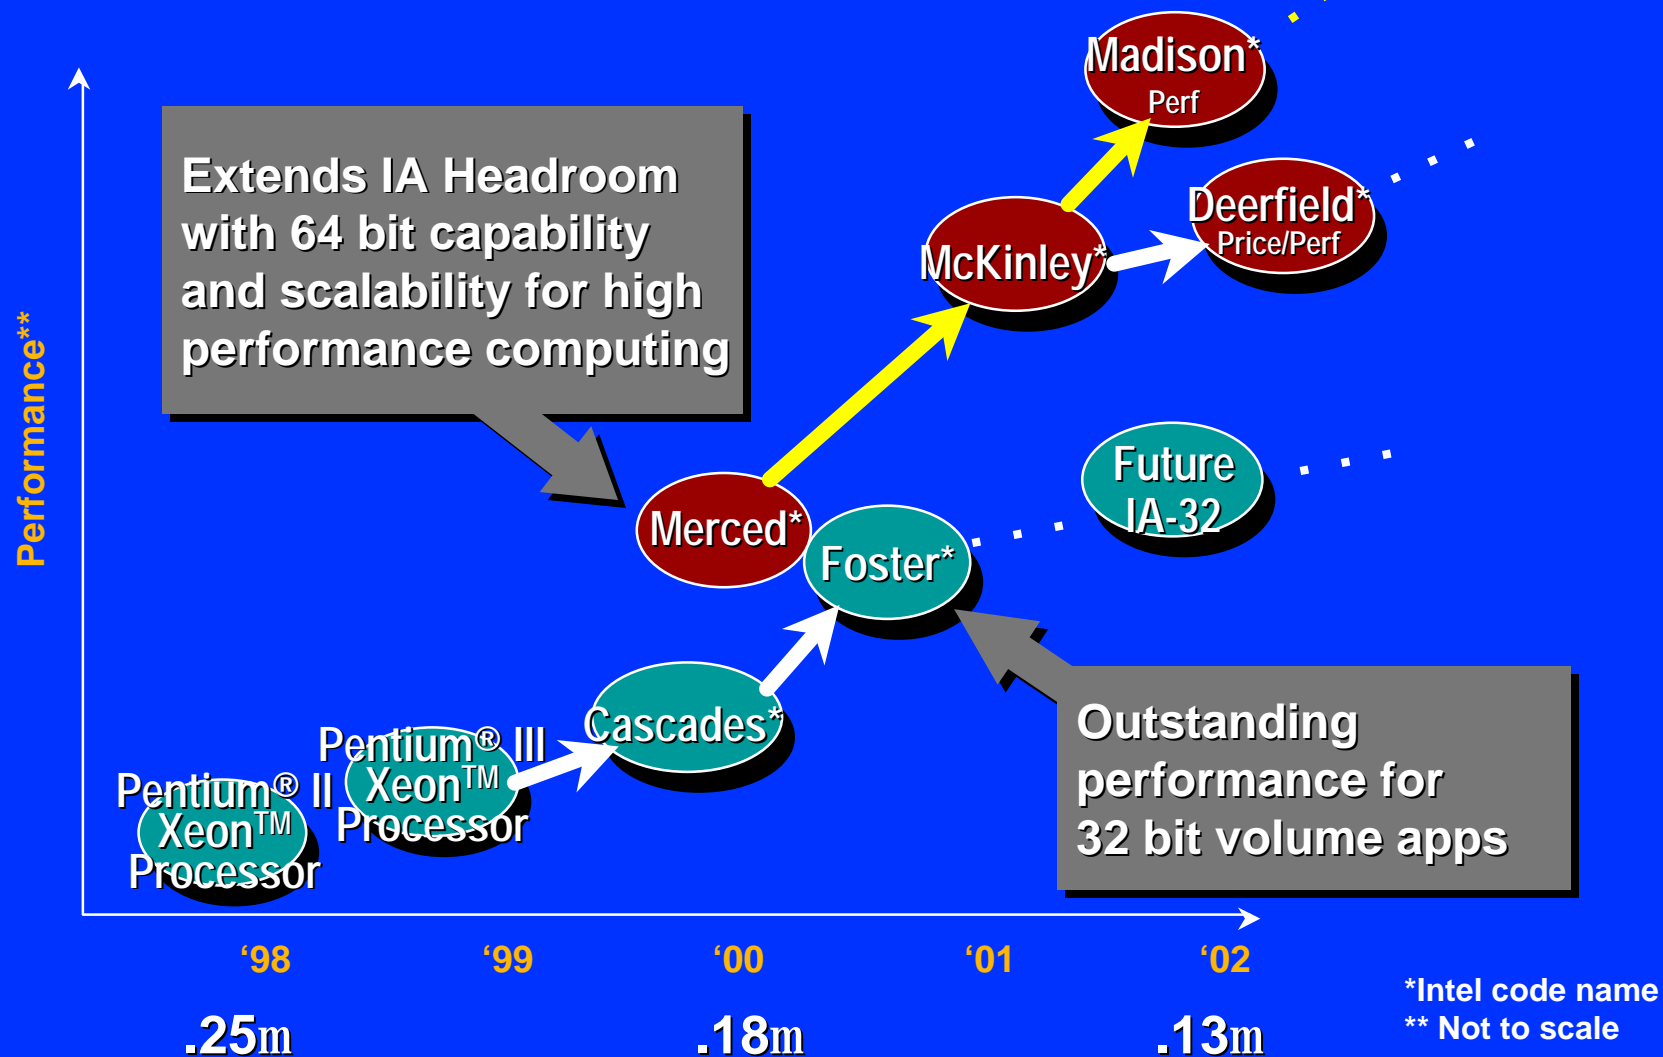 Madison*
Perf
Extends IA Headroom
with 64 bit capability
and scalability for high
performance computing
Deerfield*
Price/Perf
McKinley*
Performance**
Future
IA-32
Merced*
Foster*
Cascades*
Pentium® III
Xeon™
Processor
Pentium® II
Xeon™
Processor
Outstanding
performance for
32 bit volume apps
‘98 ‘99 ‘00 ‘01 ‘02
.25m .18m .13m
*Intel code name
** Not to scale